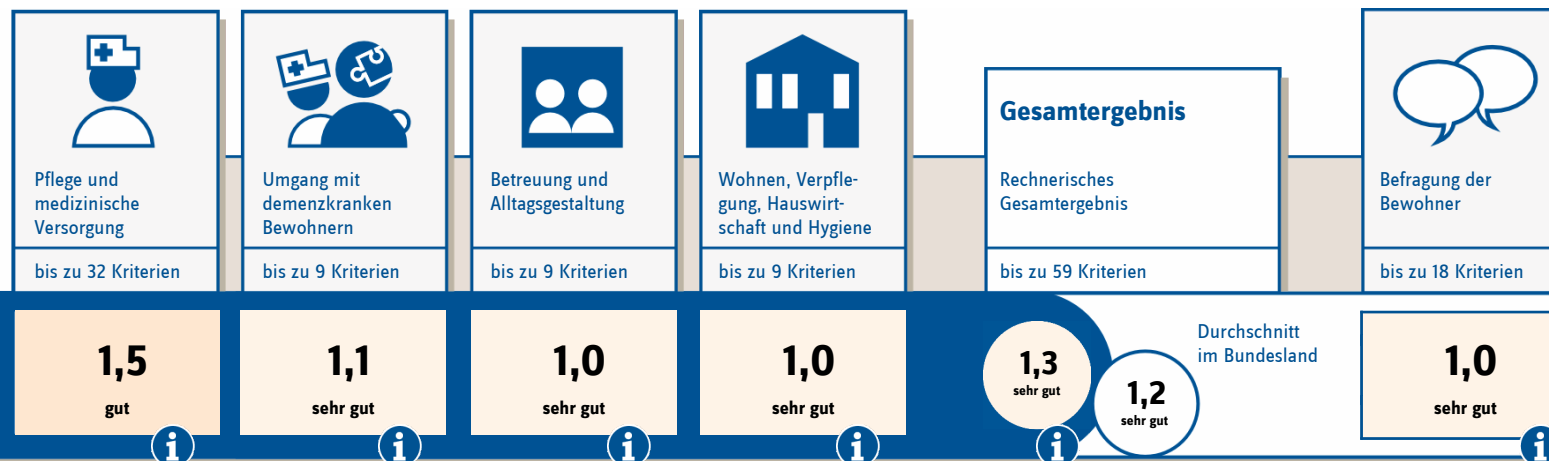 Pflege und
medizinische
Versorgung
bis zu 32 Kriterien
1,5
gut
i
Umgang mit
demenzkranken
Bewohnern
bis zu 9 Kriterien
1,1
sehr gut
i
Betreuung und
Alltagsgestaltung
bis zu 9 Kriterien
1,0
sehr gut
i
Wohnen, Verpfle-
gung, Hauswirt-
schaft und Hygiene
bis zu 9 Kriterien
1,0
sehr gut
i
Gesamtergebnis
Rechnerisches
Gesamtergebnis
bis zu 59 Kriterien
1,3
sehr gut
i
1,2
sehr gut
Durchschnitt
im Bundesland
Befragung der
Bewohner
bis zu 18 Kriterien
1,0
sehr gut
i